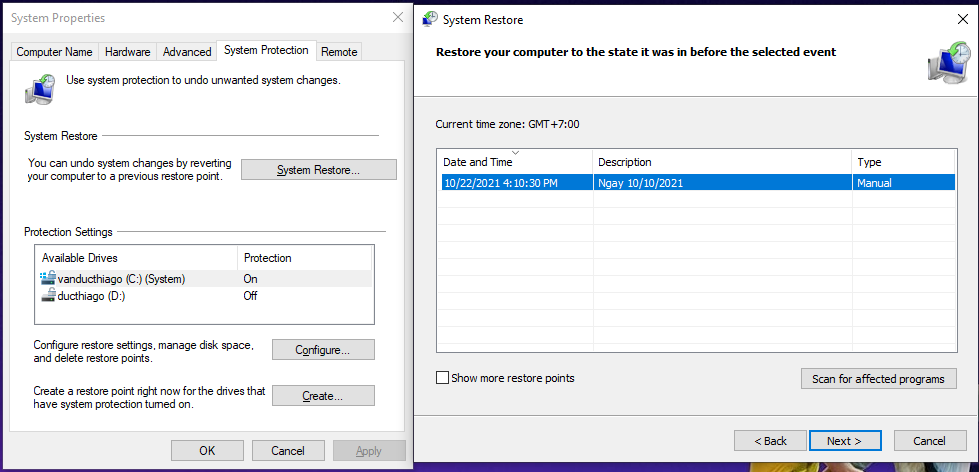 System Properties
Computer Name
Hardware
Advanced
System Protection
Remote
Use system protection to undo unwanted system changes.
System Restore
You can undo system changes by reverting
your computer to a previous restore point.
System Restore...
Protection Settings
Available Drives
Protection
vanducthiago (C:) (System)
On
ducthiago (D:)
Off
Configure restore settings, manage disk space,
and delete restore points.
Configure...
Create a restore point right now for the drives that
have system protection turned on.
Create...
OK
Cancel
Apply
System Restore
Restore your computer to the state it was in before the selected event
Current time zone: GMT+7:00
Date and Time
Description
Type
10/22/2021 4:10:30 PM
Ngay 10/10/2021
Manual
Show more restore points
Scan for affected programs
< Back
Next >
Cancel